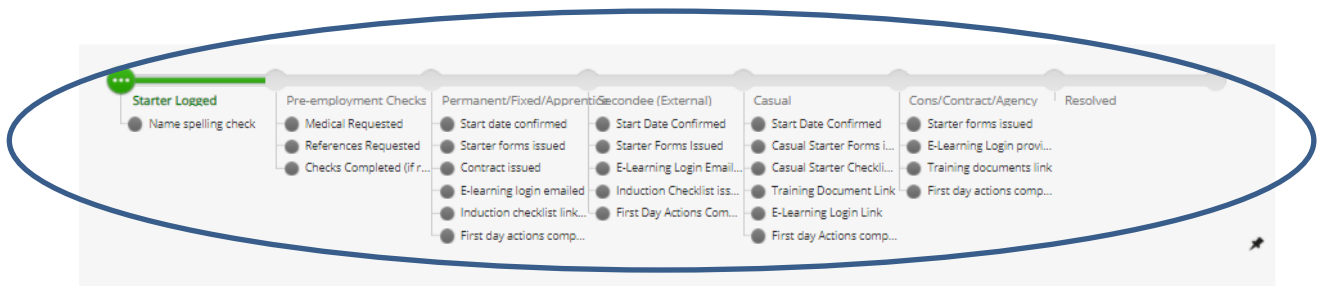 Starter Logged
Name spelling check
Pre-employment Checks
Medical Requested
References Requested
Checks Completed (if r...
Permanent/Fixed/Apprentice
Start date confirmed
Starter forms issued
Contract issued
E-learning login emailed
Induction checklist link...
First day actions comp...
Secondee (External)
Start Date Confirmed
Starter Forms Issued
E-Learning Login Email...
Induction Checklist iss...
First Day Actions Com...
Casual
Start Date Confirmed
Casual Starter Forms i...
Casual Starter Checkli...
Training Document Link
E-Learning Login Link
First day Actions comp...
Cons/Contract/Agency
Starter forms issued
E-Learning Login provi...
Training documents link
First day actions comp...
Resolved